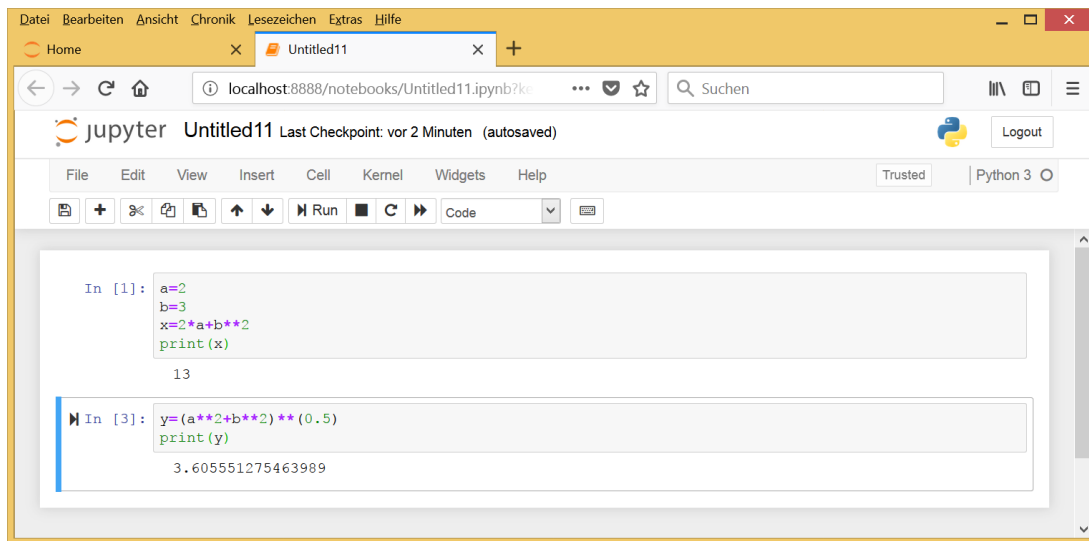 Datei Bearbeiten Ansicht Chronik Lesezeichen Extras Hilfe
Home Untitled11
localhost:8888/notebooks/Untitled11.ipynb?ke Suchen
jupyter Untitled11 Last Checkpoint: vor 2 Minuten (autosaved) Logout
File Edit View Insert Cell Kernel Widgets Help Trusted Python 3
Run Code
In [1]: a=2
b=3
x=2*a+b**2
print(x)
13
In [3]: y=(a**2+b**2)**(0.5)
print(y)
3.605551275463989